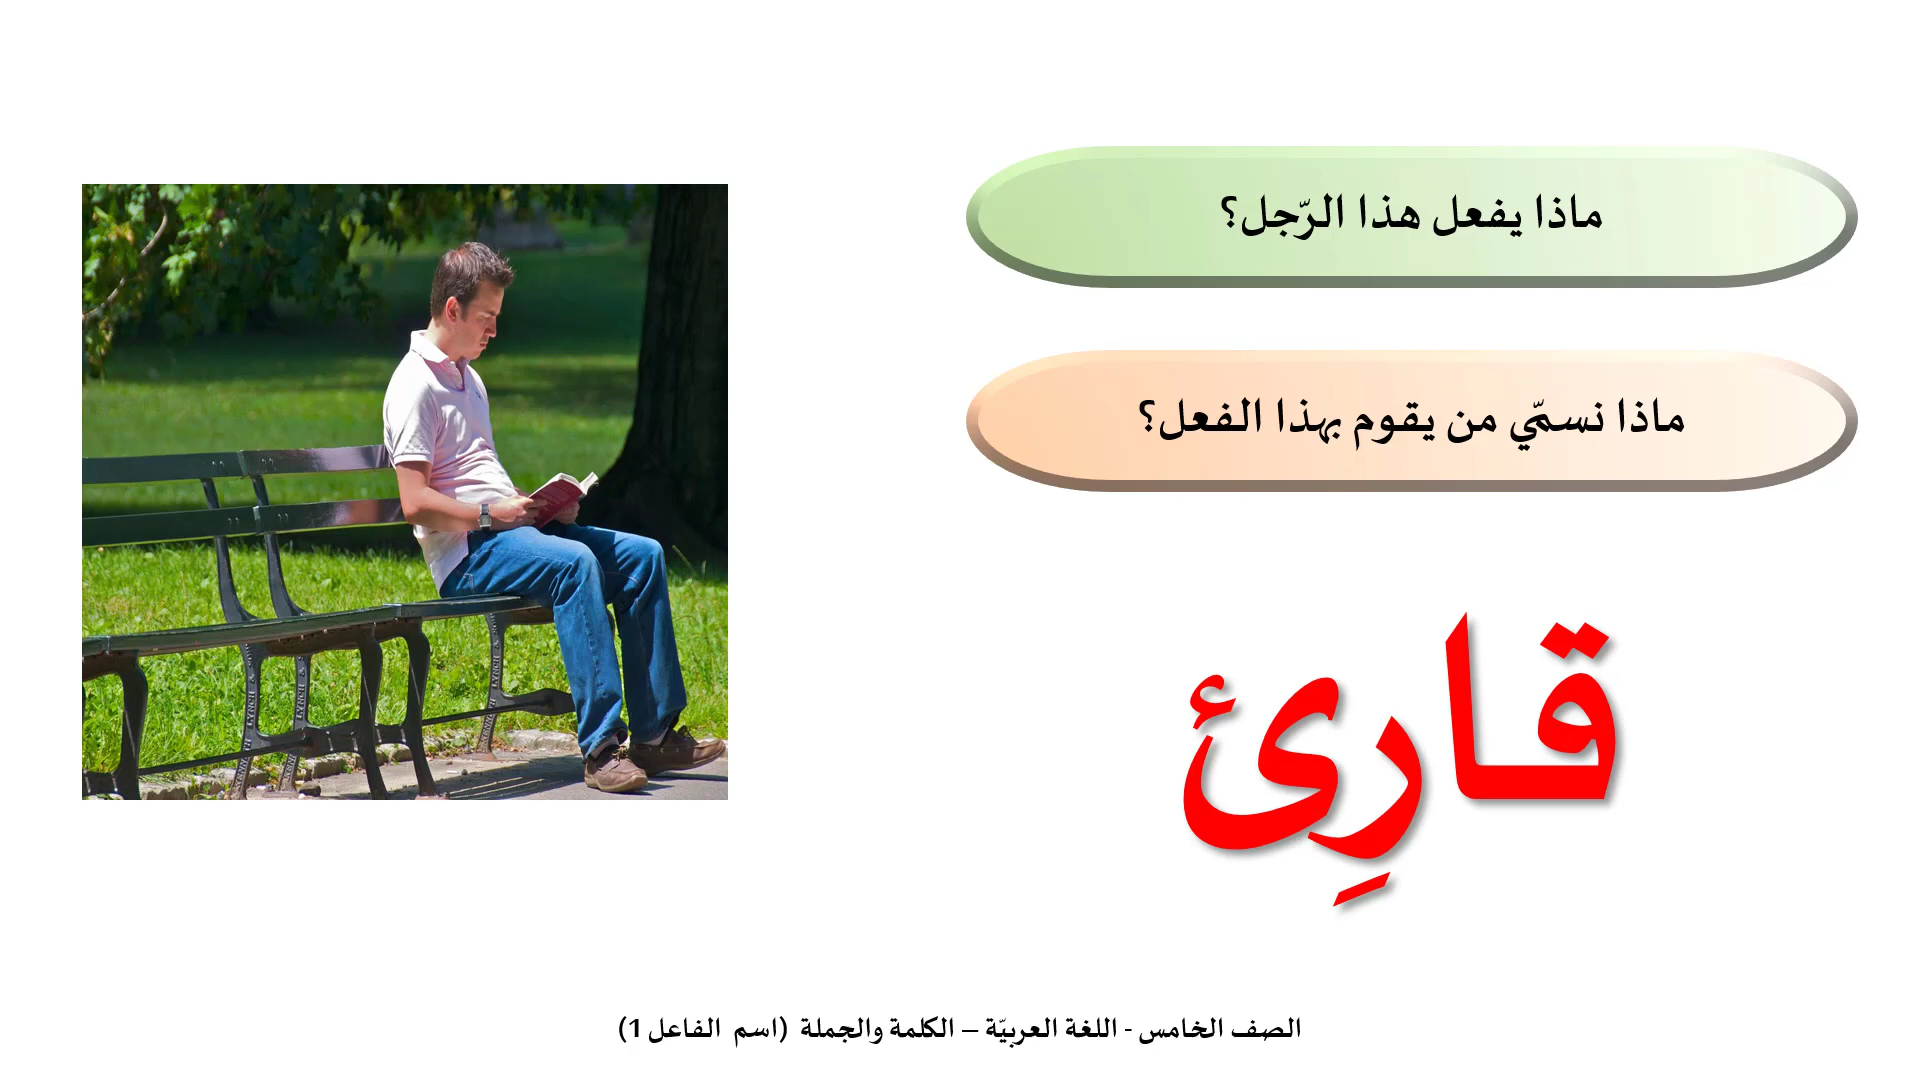 ماذا يفعل هذا الرّجل؟
ماذا نسمّي من يقوم بهذا الفعل؟
قارِئ
الصف الخامس - اللغة العربيّة – الكلمة والجملة (اسم الفاعل 1)